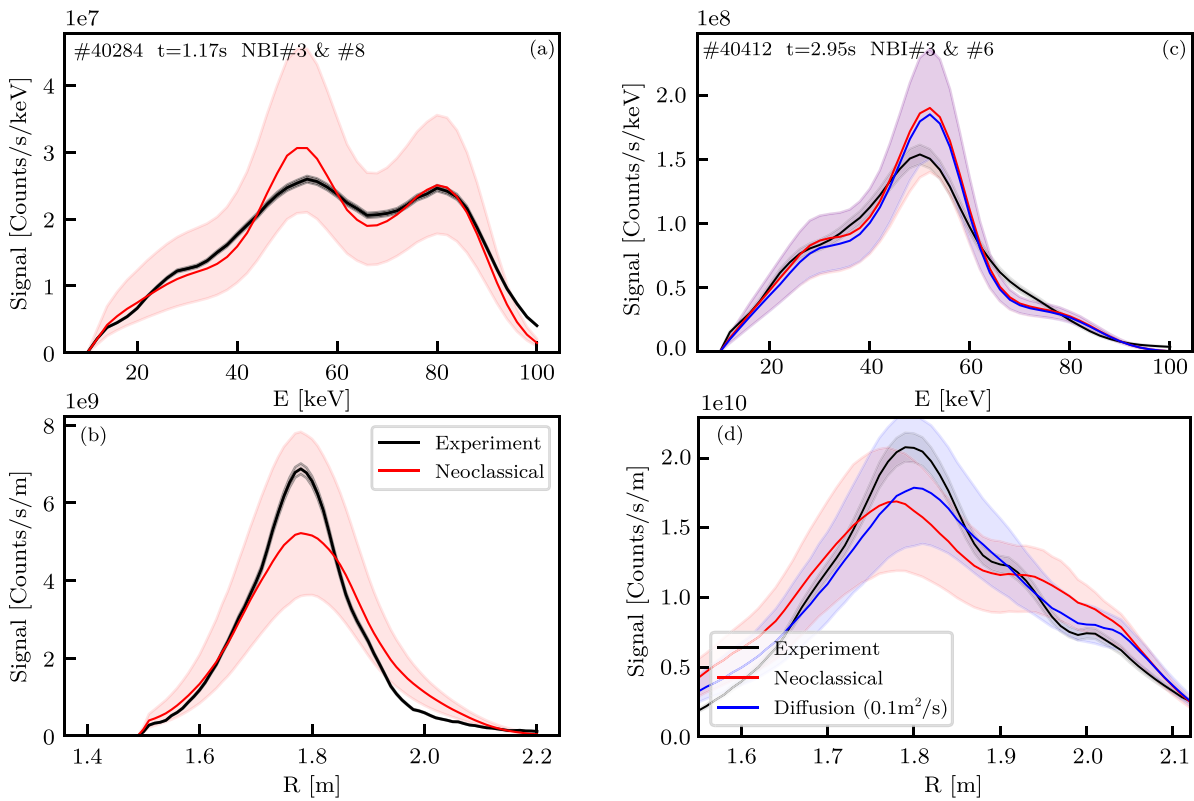 1e7
#40284 t=1.17s NBI#3 & #8 (a)
Signal [Counts/s/keV]
4
3
2
1
0
20 40 60 80 100
E [keV]
1e8
#40412 t=2.95s NBI#3 & #6 (c)
Signal [Counts/s/keV]
2.0
1.5
1.0
0.5
0.0
20 40 60 80 100
E [keV]
1e9
(b)
Experiment
Neoclassical
Signal [Counts/s/m]
8
6
4
2
0
1.4 1.6 1.8 2.0 2.2
R [m]
1e10
(d)
Signal [Counts/s/m]
2.0
1.5
1.0
0.5
0.0
Experiment
Neoclassical
Diffusion (0.1m²/s)
1.6 1.7 1.8 1.9 2.0 2.1
R [m]